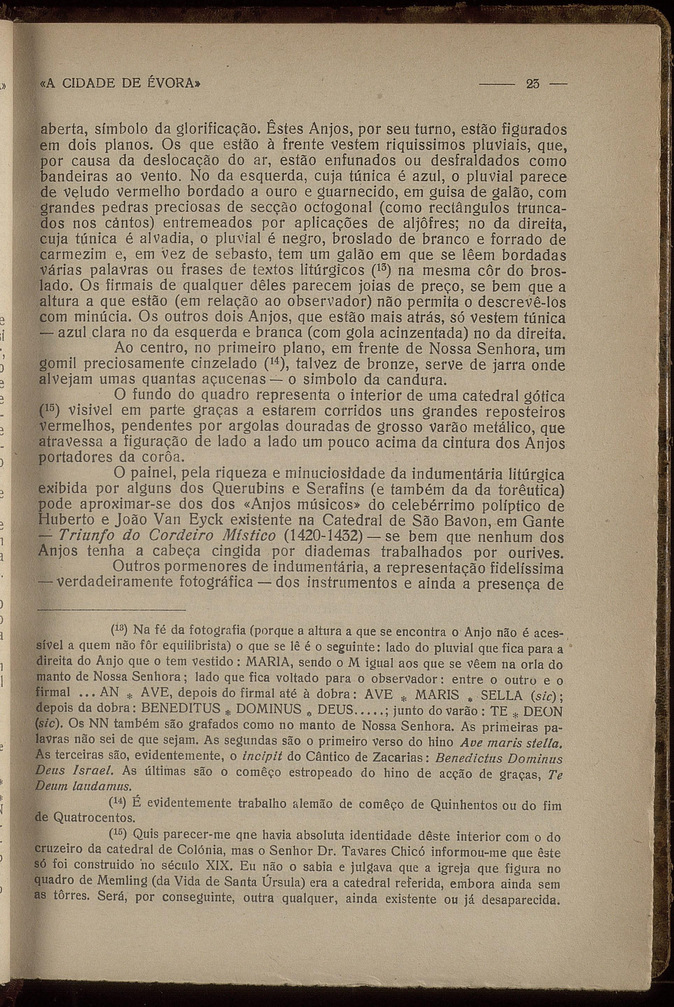 «A CIDADE DE ÉVORA» —— 23 —
aberta, símbolo da glorificação. Êstes Anjos, por seu turno, estão figurados
em dois planos. Os que estão à frente vestem riquissimos pluviais, que,
por causa da deslocação do ar, estão enfunados ou desfraldados como
bandeiras ao vento. No da esquerda, cuja túnica é azul, o pluvial parece
de veludo vermelho bordado a ouro e guarnecido, em guisa de galão, com
grandes pedras preciosas de secção octogonal (como rectângulos trunca-
dos nos cántos) entremeados por aplicações de aljôfres; no da direita,
cuja túnica é alvadia, o pluvial é negro, broslado de branco e forrado de
carmezim e, em vez de sebasto, tem um galão em que se lêem bordadas
várias palavras ou frases de textos litúrgicos (¹³) na mesma côr do bros-
lado. Os firmais de qualquer dêles parecem joias de preço, se bem que a
altura a que estão (em relação ao observador) não permita o descrevê-los
com minúcia. Os outros dois Anjos, que estão mais atrás, só vestem túnica
— azul clara no da esquerda e branca (com gola acinzentada) no da direita.
Ao centro, no primeiro plano, em frente de Nossa Senhora, um
gomil preciosamente cinzelado (¹⁴), talvez de bronze, serve de jarra onde
alvejam umas quantas açucenas — o simbolo da candura.
O fundo do quadro representa o interior de uma catedral gótica
(¹⁵) visivel em parte graças a estarem corridos uns grandes reposteiros
vermelhos, pendentes por argolas douradas de grosso varão metálico, que
atravessa a figuração de lado a lado um pouco acima da cintura dos Anjos
portadores da corôa.
O painel, pela riqueza e minuciosidade da indumentária litúrgica
exibida por alguns dos Querubins e Serafins (e também da da torêutica)
pode aproximar-se dos dos «Anjos músicos» do celebérrimo políptico de
Huberto e João Van Eyck existente na Catedral de São Bavon, em Gante
— Triunfo do Cordeiro Místico (1420-1432) — se bem que nenhum dos
Anjos tenha a cabeça cingida por diademas trabalhados por ourives.
Outros pormenores de indumentária, a representação fidelíssima
— verdadeiramente fotográfica — dos instrumentos e ainda a presença de
(¹³) Na fé da fotografia (porque a altura a que se encontra o Anjo não é aces-
sível a quem não fôr equilibrista) o que se lê é o seguinte: lado do pluvial que fica para a
direita do Anjo que o tem vestido: MARIA, sendo o M igual aos que se vêem na orla do
manto de Nossa Senhora; lado que fica voltado para o observador: entre o outro e o
firmal ... AN * AVE, depois do firmal até à dobra: AVE * MARIS * SELLA (sic);
depois da dobra: BENEDITUS * DOMINUS * DEUS.....; junto do varão: TE * DEON
(sic). Os NN também são grafados como no manto de Nossa Senhora. As primeiras pa-
lavras não sei de que sejam. As segundas são o primeiro verso do hino Ave maris stella.
As terceiras são, evidentemente, o incipit do Cântico de Zacarias: Benedictus Dominus
Deus Israel. As últimas são o comêço estropeado do hino de acção de graças, Te
Deum laudamus.
(¹⁴) É evidentemente trabalho alemão de comêço de Quinhentos ou do fim
de Quatrocentos.
(¹⁵) Quis parecer-me qne havia absoluta identidade dêste interior com o do
cruzeiro da catedral de Colónia, mas o Senhor Dr. Tavares Chicó informou-me que êste
só foi construido no século XIX. Eu não o sabia e julgava que a igreja que figura no
quadro de Memling (da Vida de Santa Úrsula) era a catedral referida, embora ainda sem
as tôrres. Será, por conseguinte, outra qualquer, ainda existente ou já desaparecida.